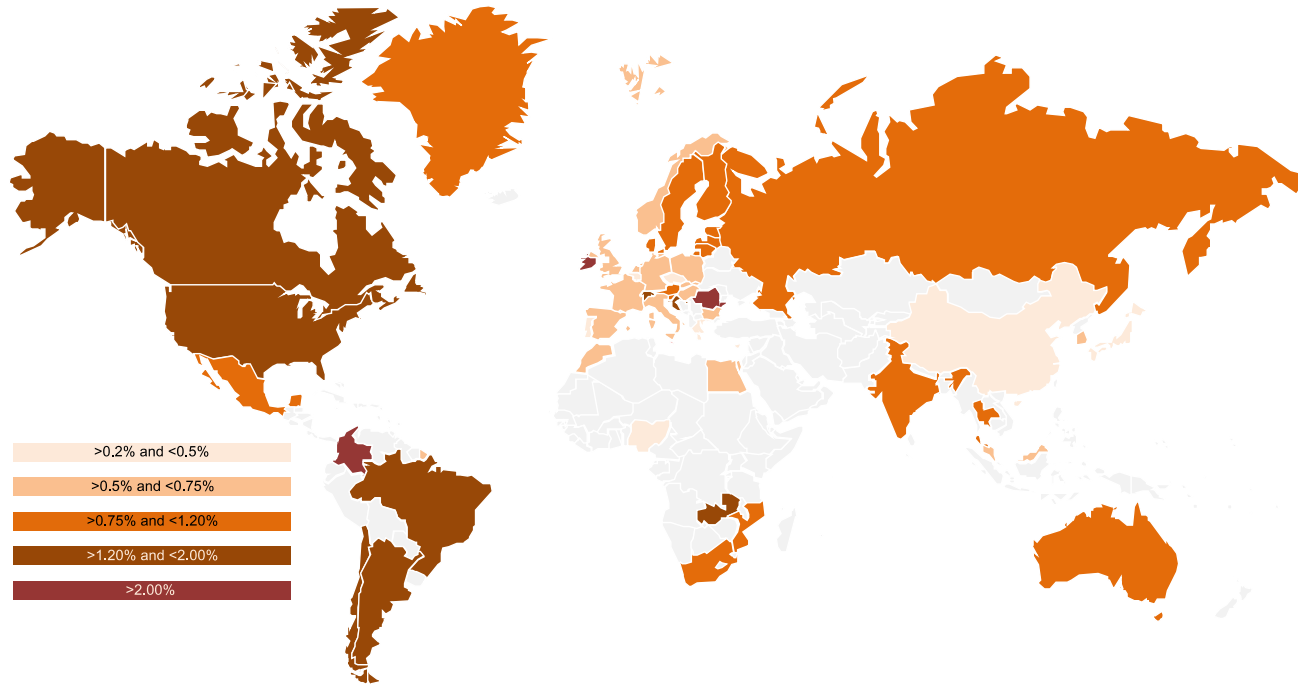 >0.2% and <0.5%
>0.5% and <0.75%
>0.75% and <1.20%
>1.20% and <2.00%
>2.00%